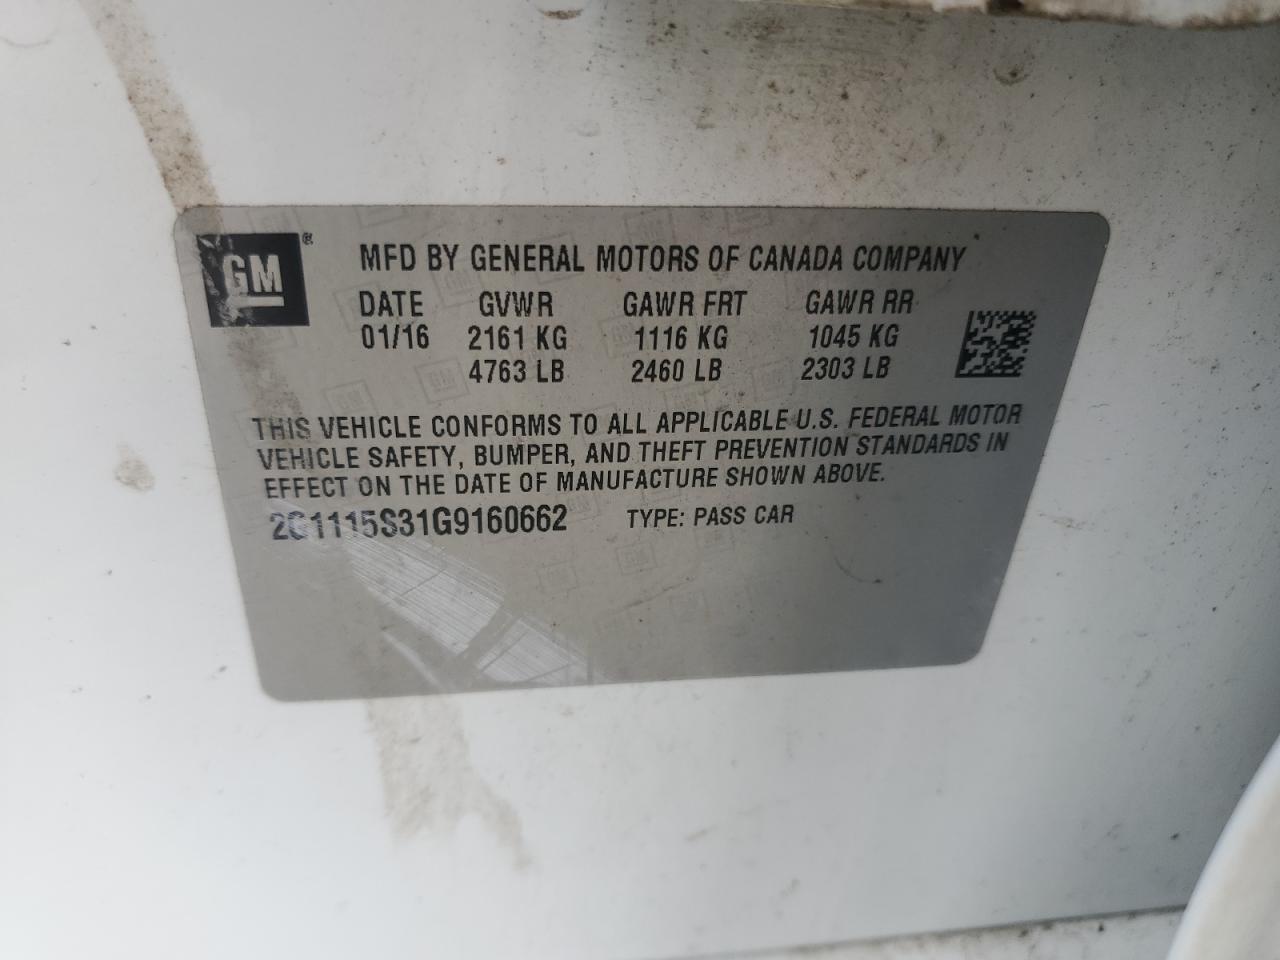 GM®
MFD BY GENERAL MOTORS OF CANADA COMPANY
DATE GVWR GAWR FRT GAWR RR
01/16 2161 KG 1116 KG 1045 KG
4763 LB 2460 LB 2303 LB
THIS VEHICLE CONFORMS TO ALL APPLICABLE U.S. FEDERAL MOTOR
VEHICLE SAFETY, BUMPER, AND THEFT PREVENTION STANDARDS IN
EFFECT ON THE DATE OF MANUFACTURE SHOWN ABOVE.
2G1115S31G9160662 TYPE: PASS CAR